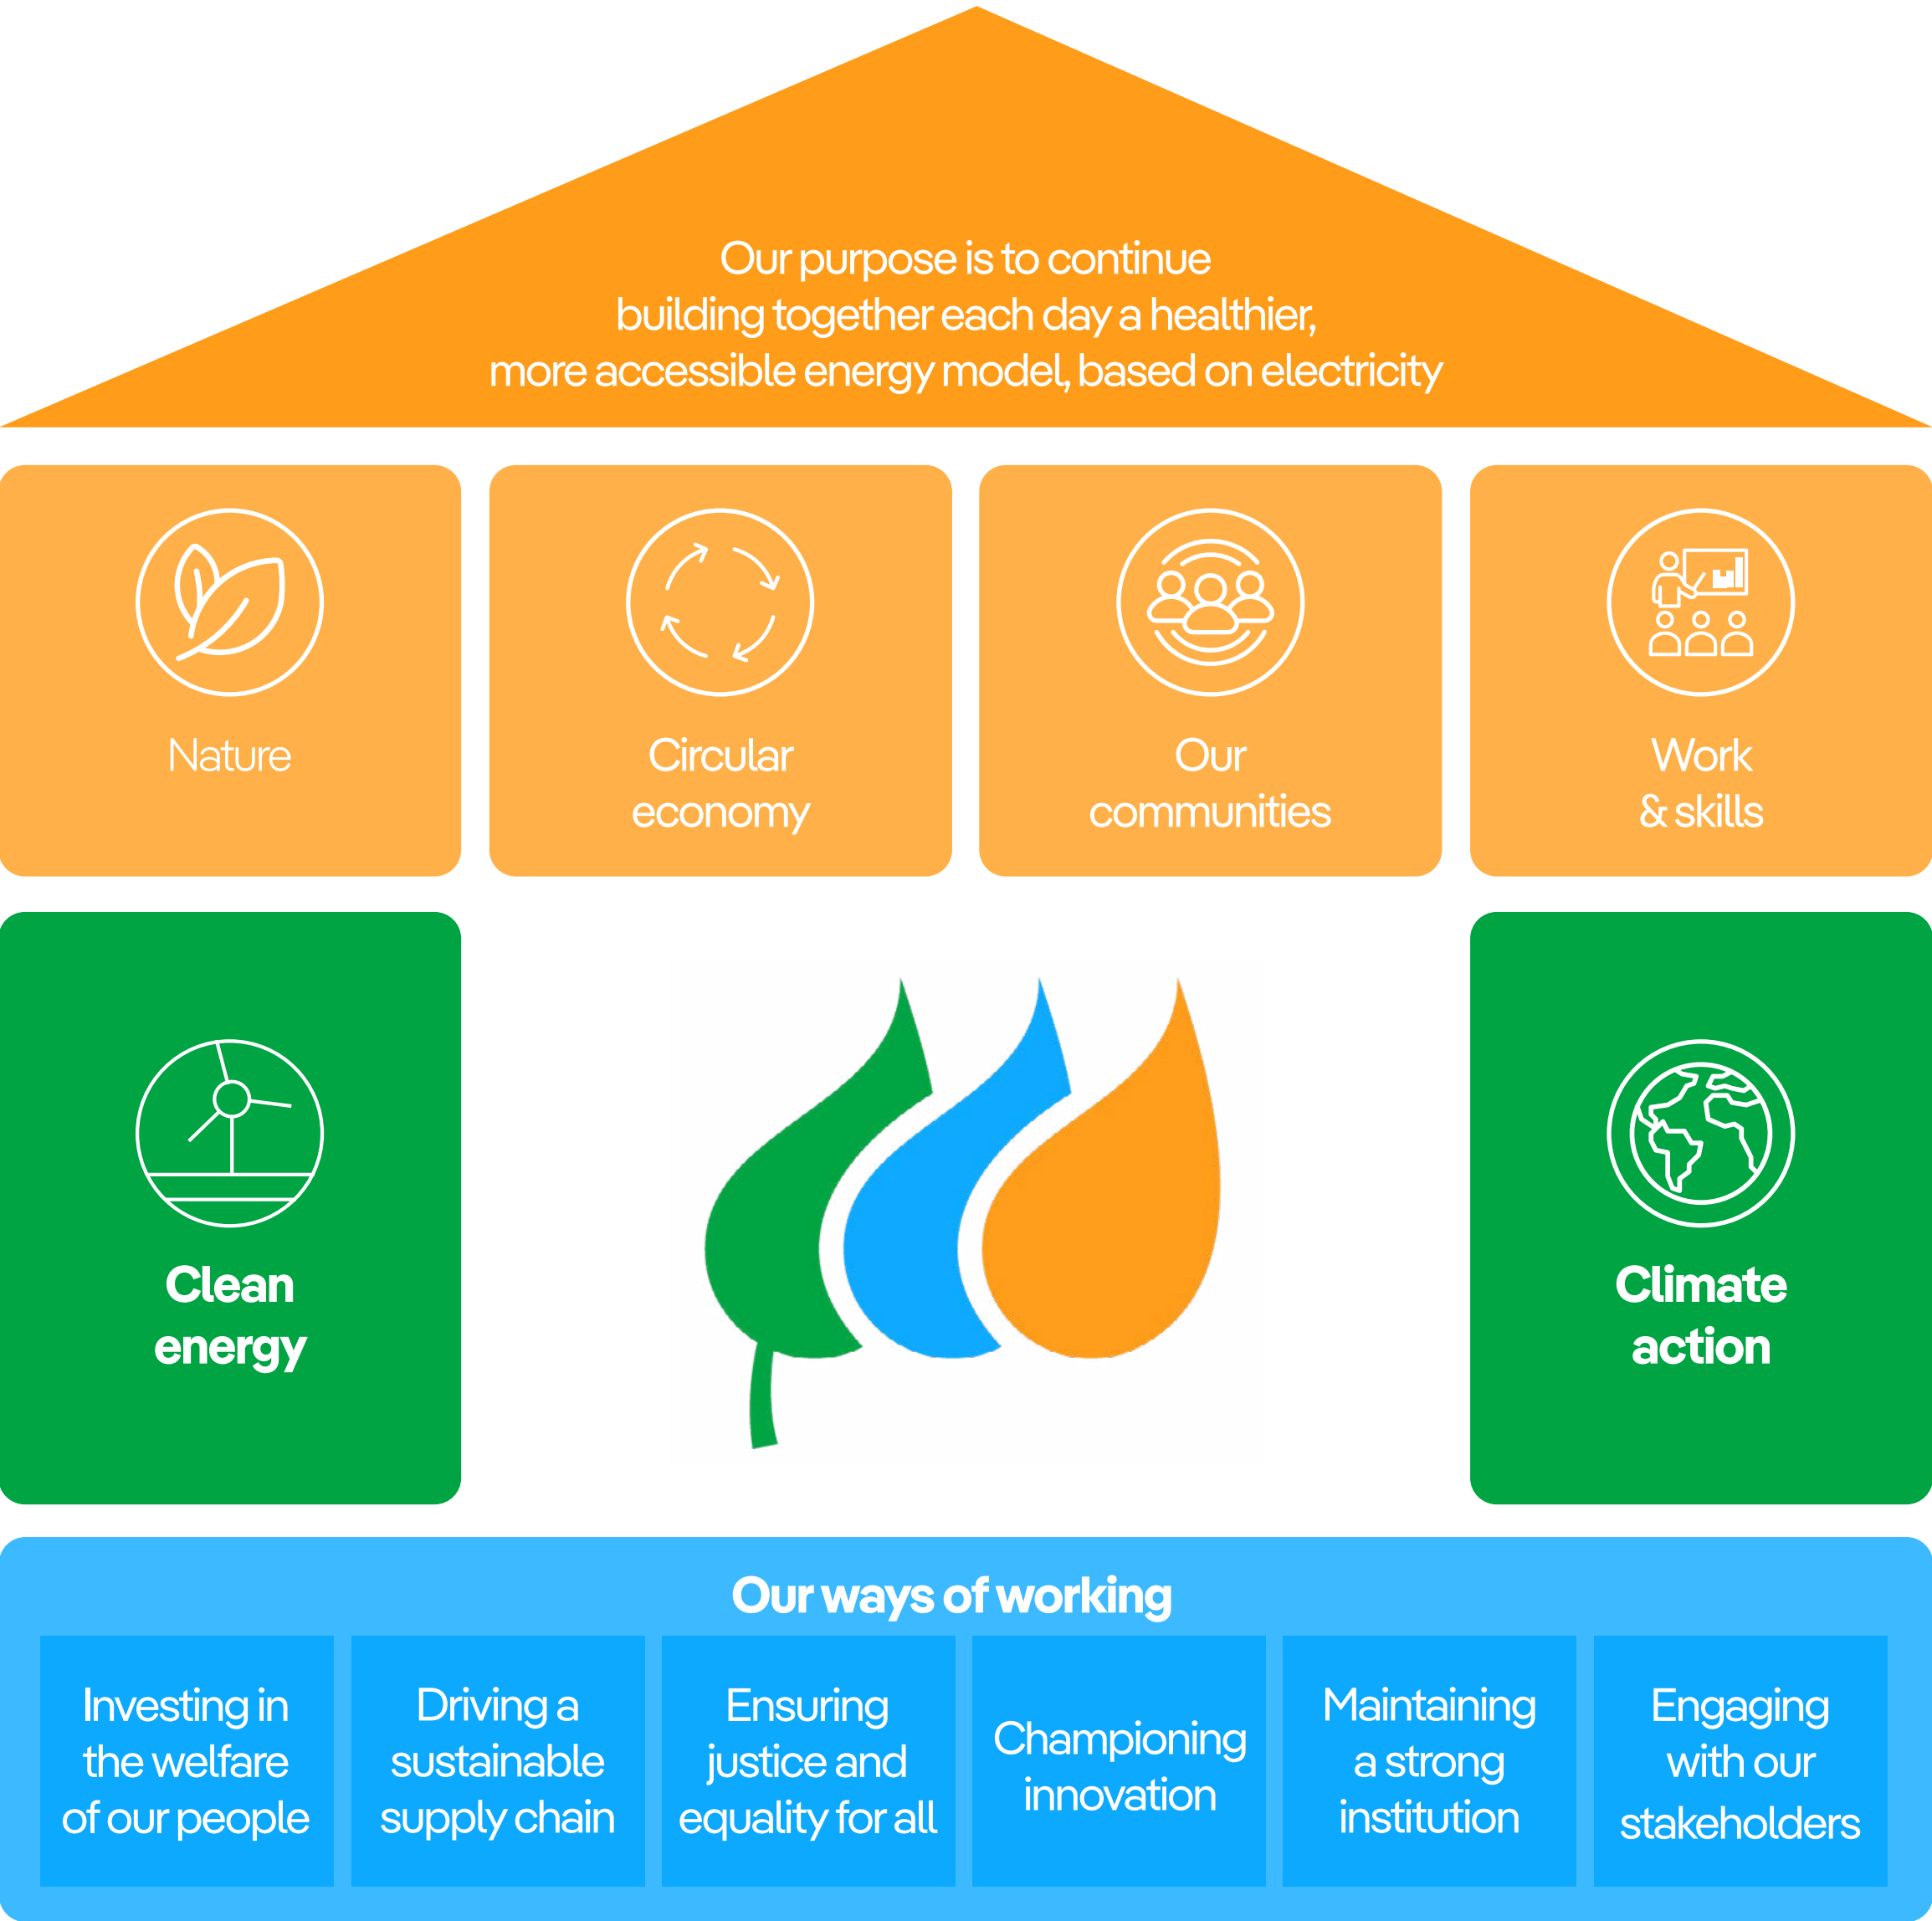 Our purpose is to continue
building together each day a healthier,
more accessible energy model, based on electricity
Nature
Circular
economy
Our
communities
Work
& skills
Clean
energy
Climate
action
Our ways of working
Investing in
the welfare
of our people
Driving a
sustainable
supply chain
Ensuring
justice and
equality for all
Championing
innovation
Maintaining
a strong
institution
Engaging
with our
stakeholders